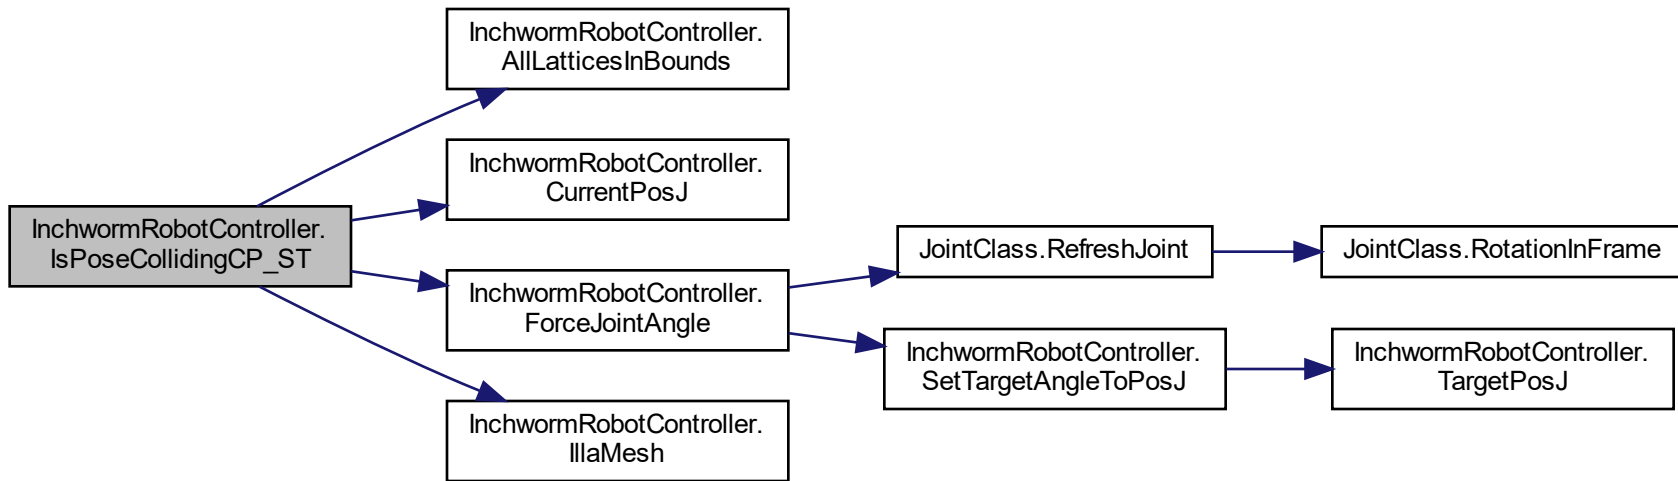 InchwormRobotController.
IsPoseCollidingCP_ST
InchwormRobotController.
AllLatticesInBounds
InchwormRobotController.
CurrentPosJ
InchwormRobotController.
ForceJointAngle
InchwormRobotController.
IllaMesh
JointClass.RefreshJoint
InchwormRobotController.
SetTargetAngleToPosJ
JointClass.RotationInFrame
InchwormRobotController.
TargetPosJ